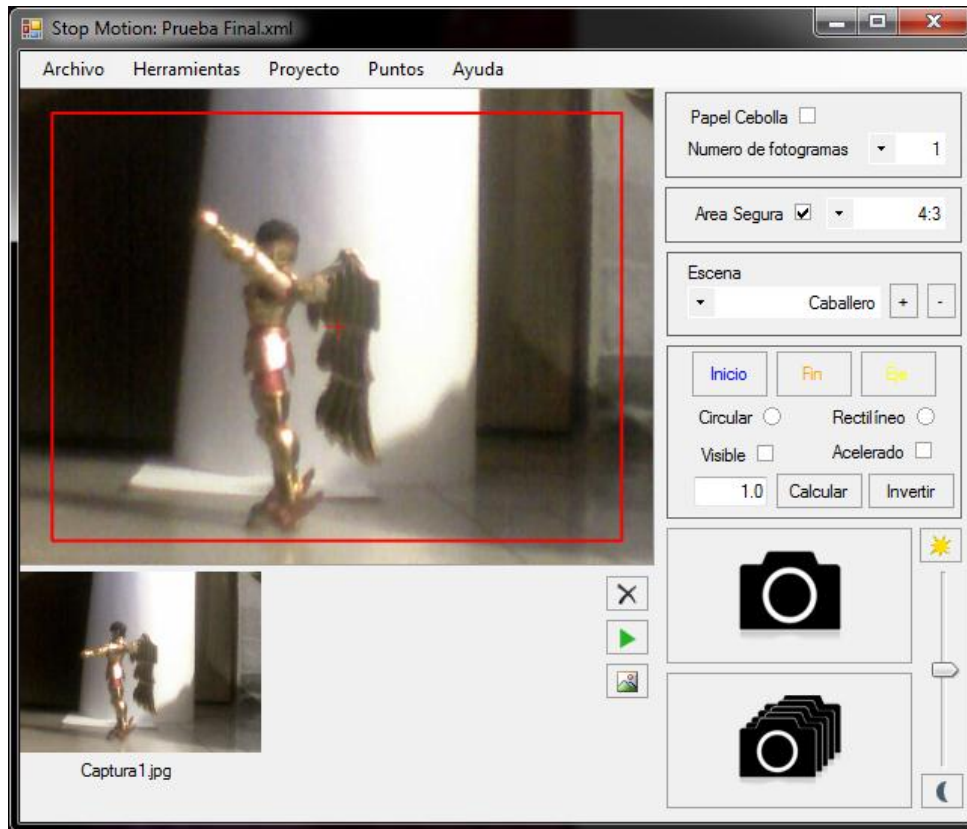 Stop Motion: Prueba Final.xml
Archivo Herramientas Proyecto Puntos Ayuda
Papel Cebolla
Numero de fotogramas 1
Area Segura 4:3
Escena
Caballero + -
Inicio Fin Eje
Circular Rectilíneo
Visible Acelerado
1.0 Calcular Invertir
Captura1.jpg